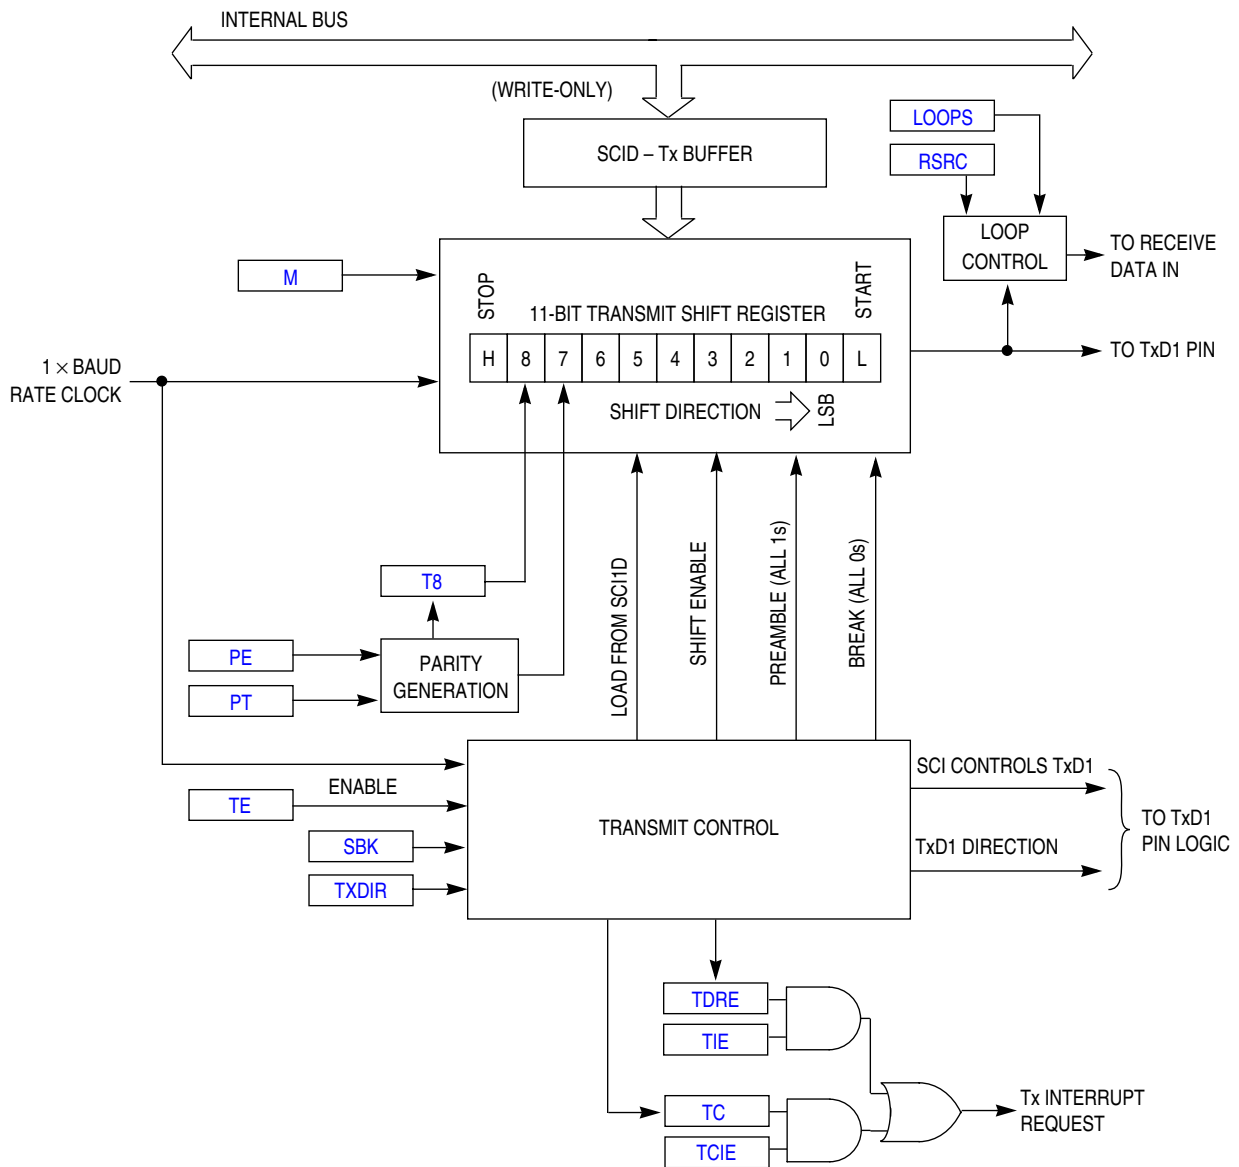 INTERNAL BUS
(WRITE-ONLY)
SCID – Tx BUFFER
LOOPS
RSRC
LOOP
CONTROL
TO RECEIVE
DATA IN
M
STOP
11-BIT TRANSMIT SHIFT REGISTER
START
H 8 7 6 5 4 3 2 1 0 L
TO TxD1 PIN
1 × BAUD
RATE CLOCK
SHIFT DIRECTION
LSB
T8
PE
PT
PARITY
GENERATION
LOAD FROM SCI1D
SHIFT ENABLE
PREAMBLE (ALL 1s)
BREAK (ALL 0s)
ENABLE
TE
SBK
TXDIR
TRANSMIT CONTROL
SCI CONTROLS TxD1
TxD1 DIRECTION
TO TxD1
PIN LOGIC
TDRE
TIE
TC
TCIE
Tx INTERRUPT
REQUEST